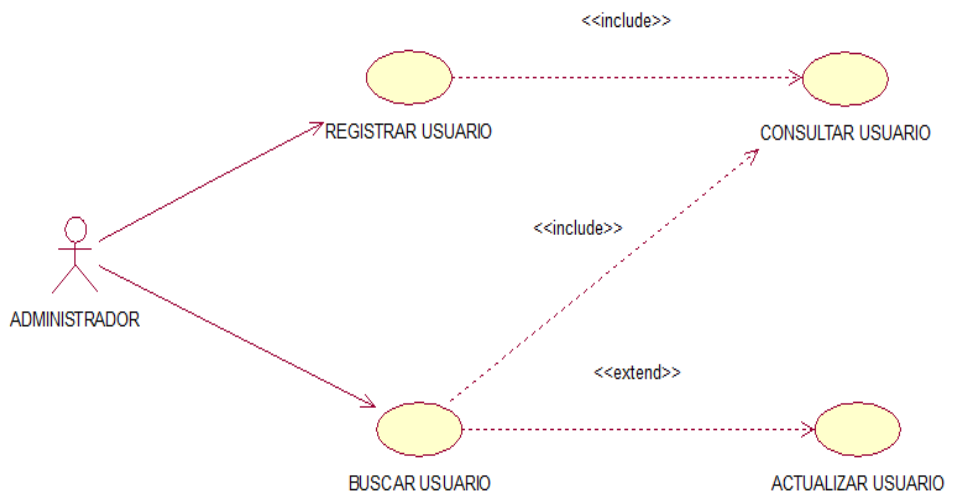 <<include>>
REGISTRAR USUARIO
CONSULTAR USUARIO
<<include>>
ADMINISTRADOR
<<extend>>
BUSCAR USUARIO
ACTUALIZAR USUARIO